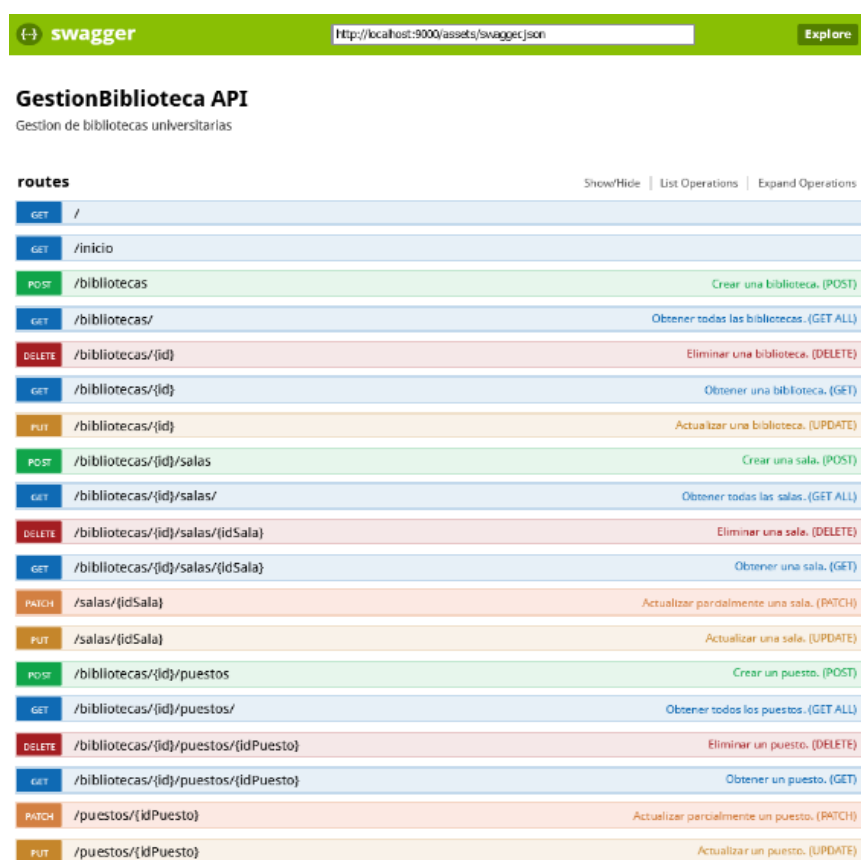 swagger http://localhost:9000/assets/swagger.json Explore
GestionBiblioteca API
Gestion de bibliotecas universitarias
routes Show/Hide | List Operations | Expand Operations
GET /
GET /inicio
POST /bibliotecas Crear una biblioteca. (POST)
GET /bibliotecas/ Obtener todas las bibliotecas. (GET ALL)
DELETE /bibliotecas/{id} Eliminar una biblioteca. (DELETE)
GET /bibliotecas/{id} Obtener una biblioteca. (GET)
PUT /bibliotecas/{id} Actualizar una biblioteca. (UPDATE)
POST /bibliotecas/{id}/salas Crear una sala. (POST)
GET /bibliotecas/{id}/salas/ Obtener todas las salas. (GET ALL)
DELETE /bibliotecas/{id}/salas/{idSala} Eliminar una sala. (DELETE)
GET /bibliotecas/{id}/salas/{idSala} Obtener una sala. (GET)
PATCH /salas/{idSala} Actualizar parcialmente una sala. (PATCH)
PUT /salas/{idSala} Actualizar una sala. (UPDATE)
POST /bibliotecas/{id}/puestos Crear un puesto. (POST)
GET /bibliotecas/{id}/puestos/ Obtener todos los puestos. (GET ALL)
DELETE /bibliotecas/{id}/puestos/{idPuesto} Eliminar un puesto. (DELETE)
GET /bibliotecas/{id}/puestos/{idPuesto} Obtener un puesto. (GET)
PATCH /puestos/{idPuesto} Actualizar parcialmente un puesto. (PATCH)
PUT /puestos/{idPuesto} Actualizar un puesto. (UPDATE)